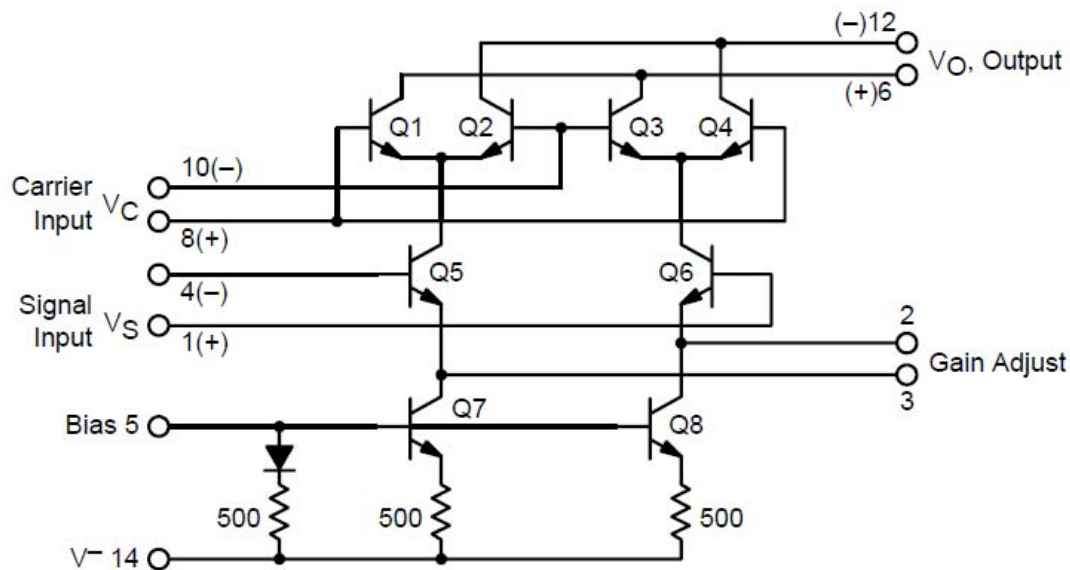 (–)12
VO, Output
(+)6
Q1
Q2
Q3
Q4
10(–)
Carrier
Input
VC
8(+)
Q5
Q6
4(–)
Signal
Input
VS
1(+)
2
Gain Adjust
3
Bias 5
Q7
Q8
500
500
500
V– 14